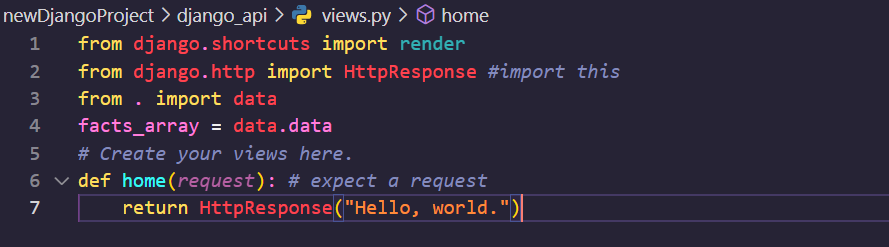 newDjangoProject > django_api > views.py > home
1 from django.shortcuts import render
2 from django.http import HttpResponse #import this
3 from . import data
4 facts_array = data.data
5 # Create your views here.
6 def home(request): # expect a request
7     return HttpResponse("Hello, world.")